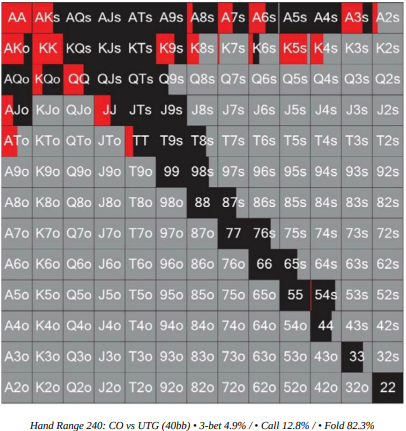 AA AKs AQs AJs ATs A9s A8s A7s A6s A5s A4s A3s A2s
AKo KK KQs KJs KTs K9s K8s K7s K6s K5s K4s K3s K2s
AQo KQo QQ QJs QTs Q9s Q8s Q7s Q6s Q5s Q4s Q3s Q2s
AJo KJo QJo JJ JTs J9s J8s J7s J6s J5s J4s J3s J2s
ATo KTo QTo JTo TT T9s T8s T7s T6s T5s T4s T3s T2s
A9o K9o Q9o J9o T9o 99 98s 97s 96s 95s 94s 93s 92s
A8o K8o Q8o J8o T8o 98o 88 87s 86s 85s 84s 83s 82s
A7o K7o Q7o J7o T7o 97o 87o 77 76s 75s 74s 73s 72s
A6o K6o Q6o J6o T6o 96o 86o 76o 66 65s 64s 63s 62s
A5o K5o Q5o J5o T5o 95o 85o 75o 65o 55 54s 53s 52s
A4o K4o Q4o J4o T4o 94o 84o 74o 64o 54o 44 43s 42s
A3o K3o Q3o J3o T3o 93o 83o 73o 63o 53o 43o 33 32s
A2o K2o Q2o J2o T2o 92o 82o 72o 62o 52o 42o 32o 22
Hand Range 240: CO vs UTG (40bb) • 3-bet 4.9% / • Call 12.8% / • Fold 82.3%